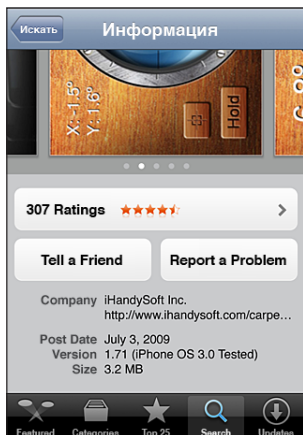 Искать
Информация
X:-1.5°
Y: 1.6°
Hold
307 Ratings
Tell a Friend
Report a Problem
Company iHandySoft Inc.
http://www.ihandysoft.com/carpe...
Post Date July 3, 2009
Version 1.71 (iPhone OS 3.0 Tested)
Size 3.2 MB
Featured Categories Top 25 Search Updates